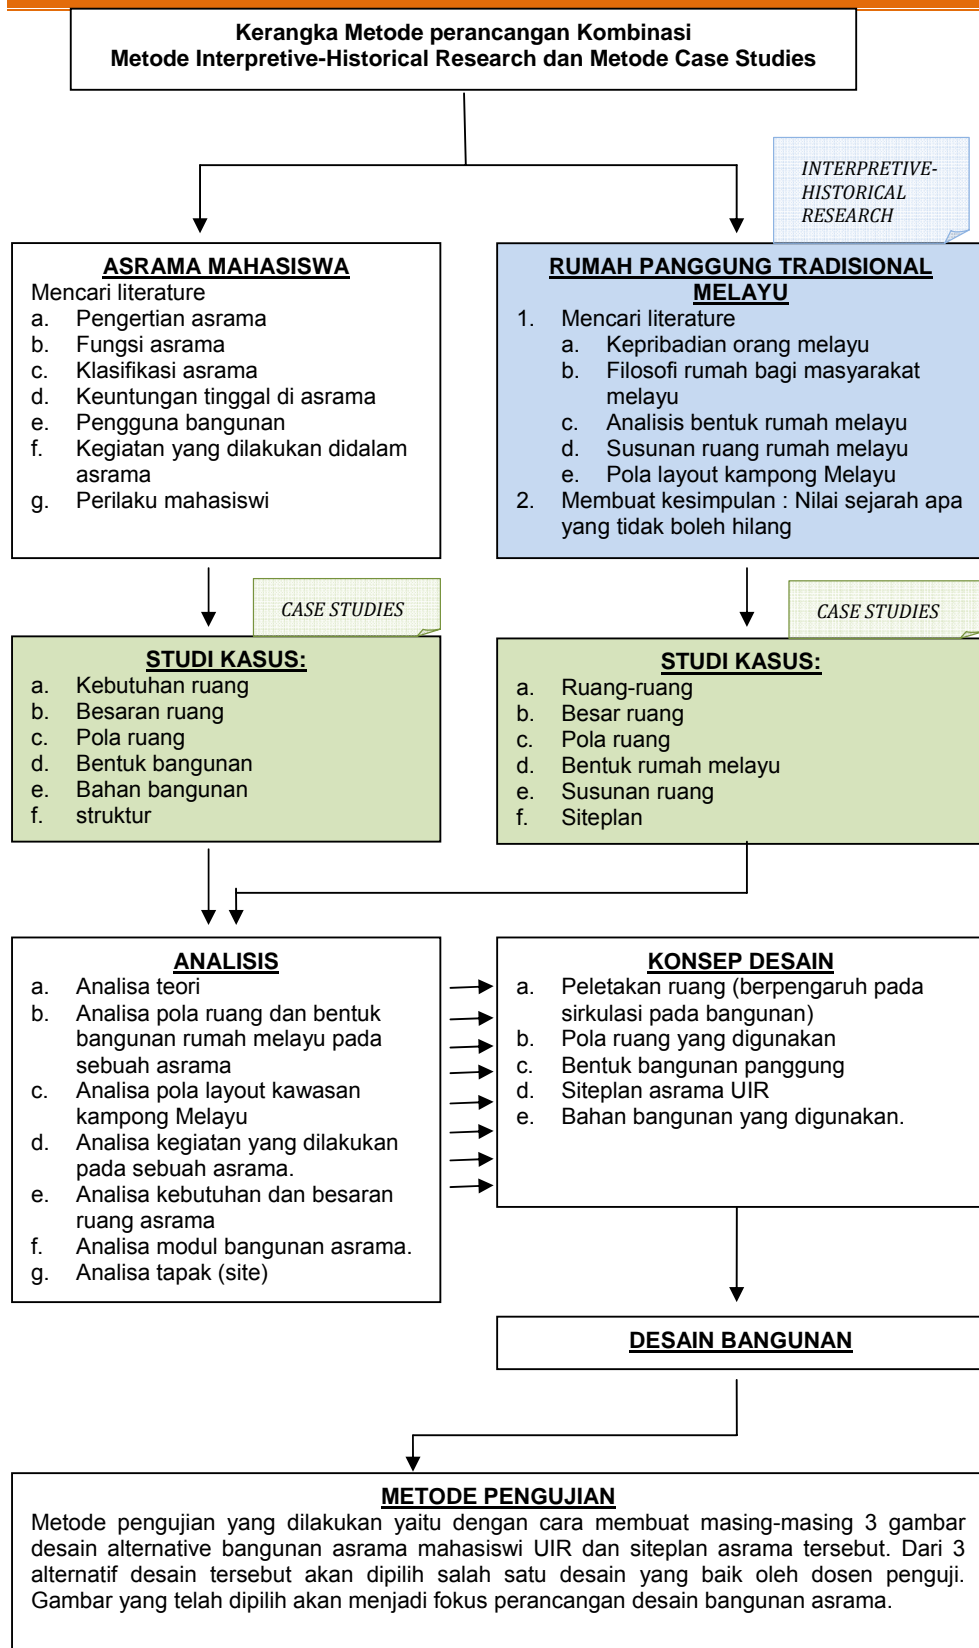 Kerangka Metode perancangan Kombinasi
Metode Interpretive-Historical Research dan Metode Case Studies
INTERPRETIVE-
HISTORICAL
RESEARCH
ASRAMA MAHASISWA
Mencari literature
a. Pengertian asrama
b. Fungsi asrama
c. Klasifikasi asrama
d. Keuntungan tinggal di asrama
e. Pengguna bangunan
f. Kegiatan yang dilakukan didalam
asrama
g. Perilaku mahasiswi
RUMAH PANGGUNG TRADISIONAL
MELAYU
1. Mencari literature
a. Kepribadian orang melayu
b. Filosofi rumah bagi masyarakat
melayu
c. Analisis bentuk rumah melayu
d. Susunan ruang rumah melayu
e. Pola layout kampong Melayu
2. Membuat kesimpulan : Nilai sejarah apa
yang tidak boleh hilang
CASE STUDIES
STUDI KASUS:
a. Kebutuhan ruang
b. Besaran ruang
c. Pola ruang
d. Bentuk bangunan
e. Bahan bangunan
f. struktur
CASE STUDIES
STUDI KASUS:
a. Ruang-ruang
b. Besar ruang
c. Pola ruang
d. Bentuk rumah melayu
e. Susunan ruang
f. Siteplan
ANALISIS
a. Analisa teori
b. Analisa pola ruang dan bentuk
bangunan rumah melayu pada
sebuah asrama
c. Analisa pola layout kawasan
kampong Melayu
d. Analisa kegiatan yang dilakukan
pada sebuah asrama.
e. Analisa kebutuhan dan besaran
ruang asrama
f. Analisa modul bangunan asrama.
g. Analisa tapak (site)
KONSEP DESAIN
a. Peletakan ruang (berpengaruh pada
sirkulasi pada bangunan)
b. Pola ruang yang digunakan
c. Bentuk bangunan panggung
d. Siteplan asrama UIR
e. Bahan bangunan yang digunakan.
DESAIN BANGUNAN
METODE PENGUJIAN
Metode pengujian yang dilakukan yaitu dengan cara membuat masing-masing 3 gambar
desain alternative bangunan asrama mahasiswi UIR dan siteplan asrama tersebut. Dari 3
alternatif desain tersebut akan dipilih salah satu desain yang baik oleh dosen penguji.
Gambar yang telah dipilih akan menjadi fokus perancangan desain bangunan asrama.